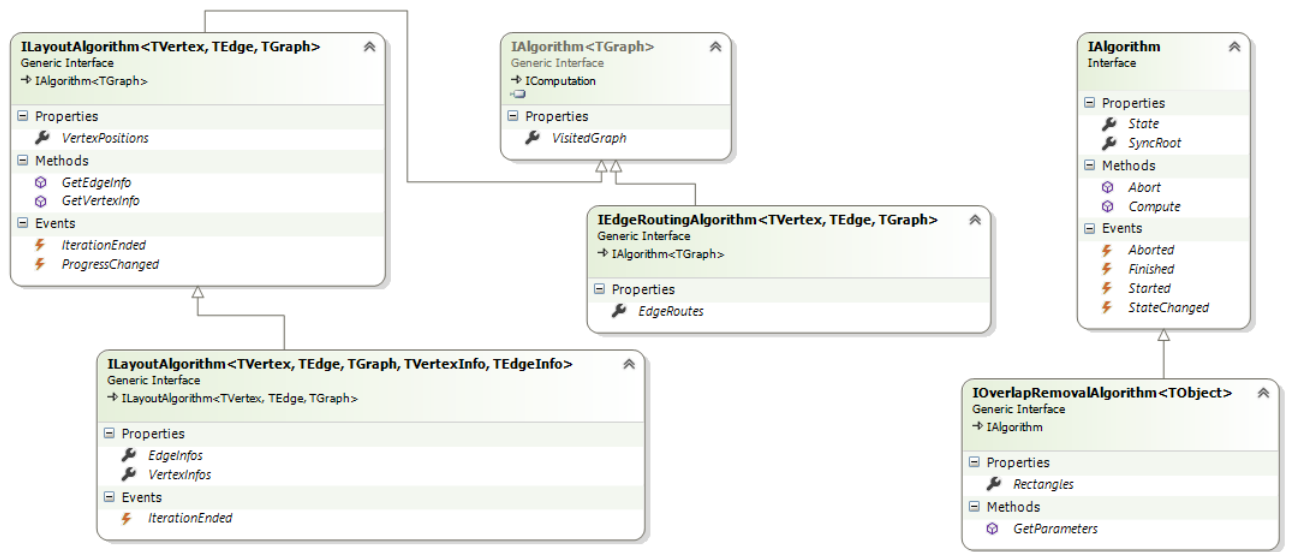 ILayoutAlgorithm<TVertex, TEdge, TGraph>
Generic Interface
IAlgorithm<TGraph>
Properties
VertexPositions
Methods
GetEdgeInfo
GetVertexInfo
Events
IterationEnded
ProgressChanged
IAlgorithm<TGraph>
Generic Interface
IComputation
Properties
VisitedGraph
IAlgorithm
Interface
Properties
State
SyncRoot
Methods
Abort
Compute
Events
Aborted
Finished
Started
StateChanged
IEdgeRoutingAlgorithm<TVertex, TEdge, TGraph>
Generic Interface
IAlgorithm<TGraph>
Properties
EdgeRoutes
ILayoutAlgorithm<TVertex, TEdge, TGraph, TVertexInfo, TEdgeInfo>
Generic Interface
ILayoutAlgorithm<TVertex, TEdge, TGraph>
Properties
EdgeInfos
VertexInfos
Events
IterationEnded
IOverlapRemovalAlgorithm<TObject>
Generic Interface
IAlgorithm
Properties
Rectangles
Methods
GetParameters